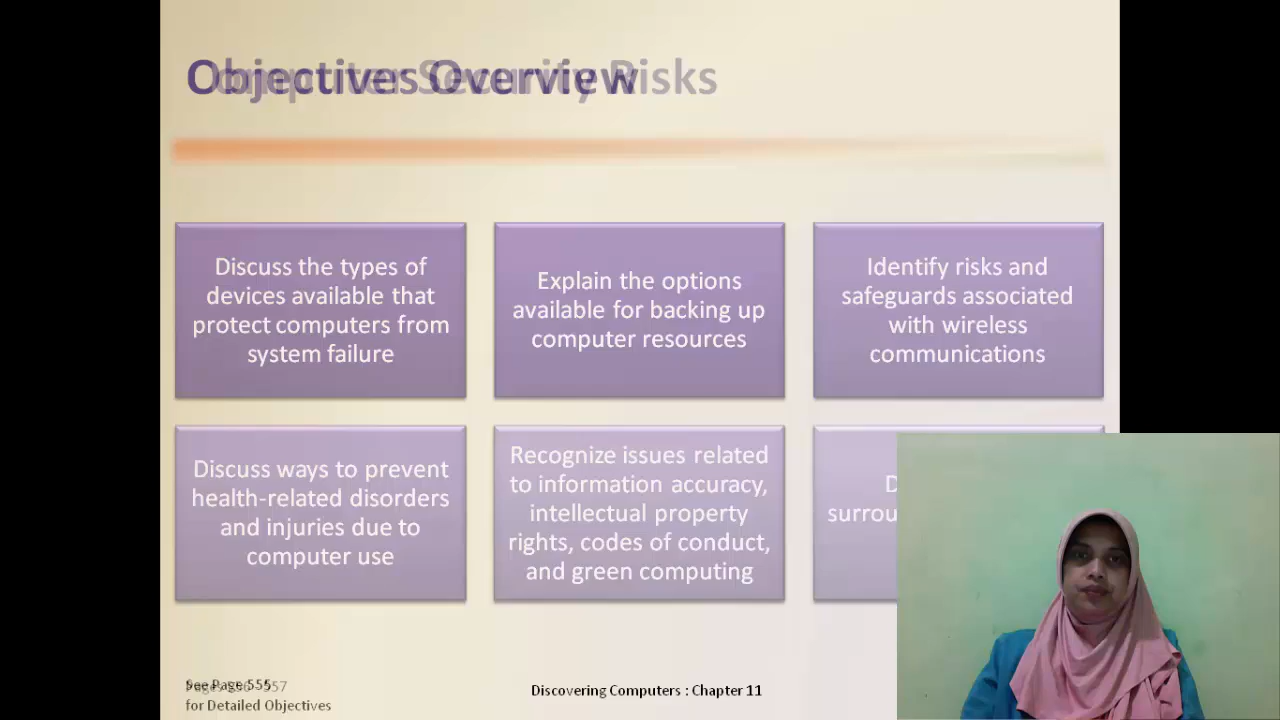 Objectives Overview
Computer Security Risks
Discuss the types of
devices available that
protect computers from
system failure
Explain the options
available for backing up
computer resources
Identify risks and
safeguards associated
with wireless
communications
Discuss ways to prevent
health-related disorders
and injuries due to
computer use
Recognize issues related
to information accuracy,
intellectual property
rights, codes of conduct,
and green computing
See Page 555
for Detailed Objectives
Discovering Computers : Chapter 11